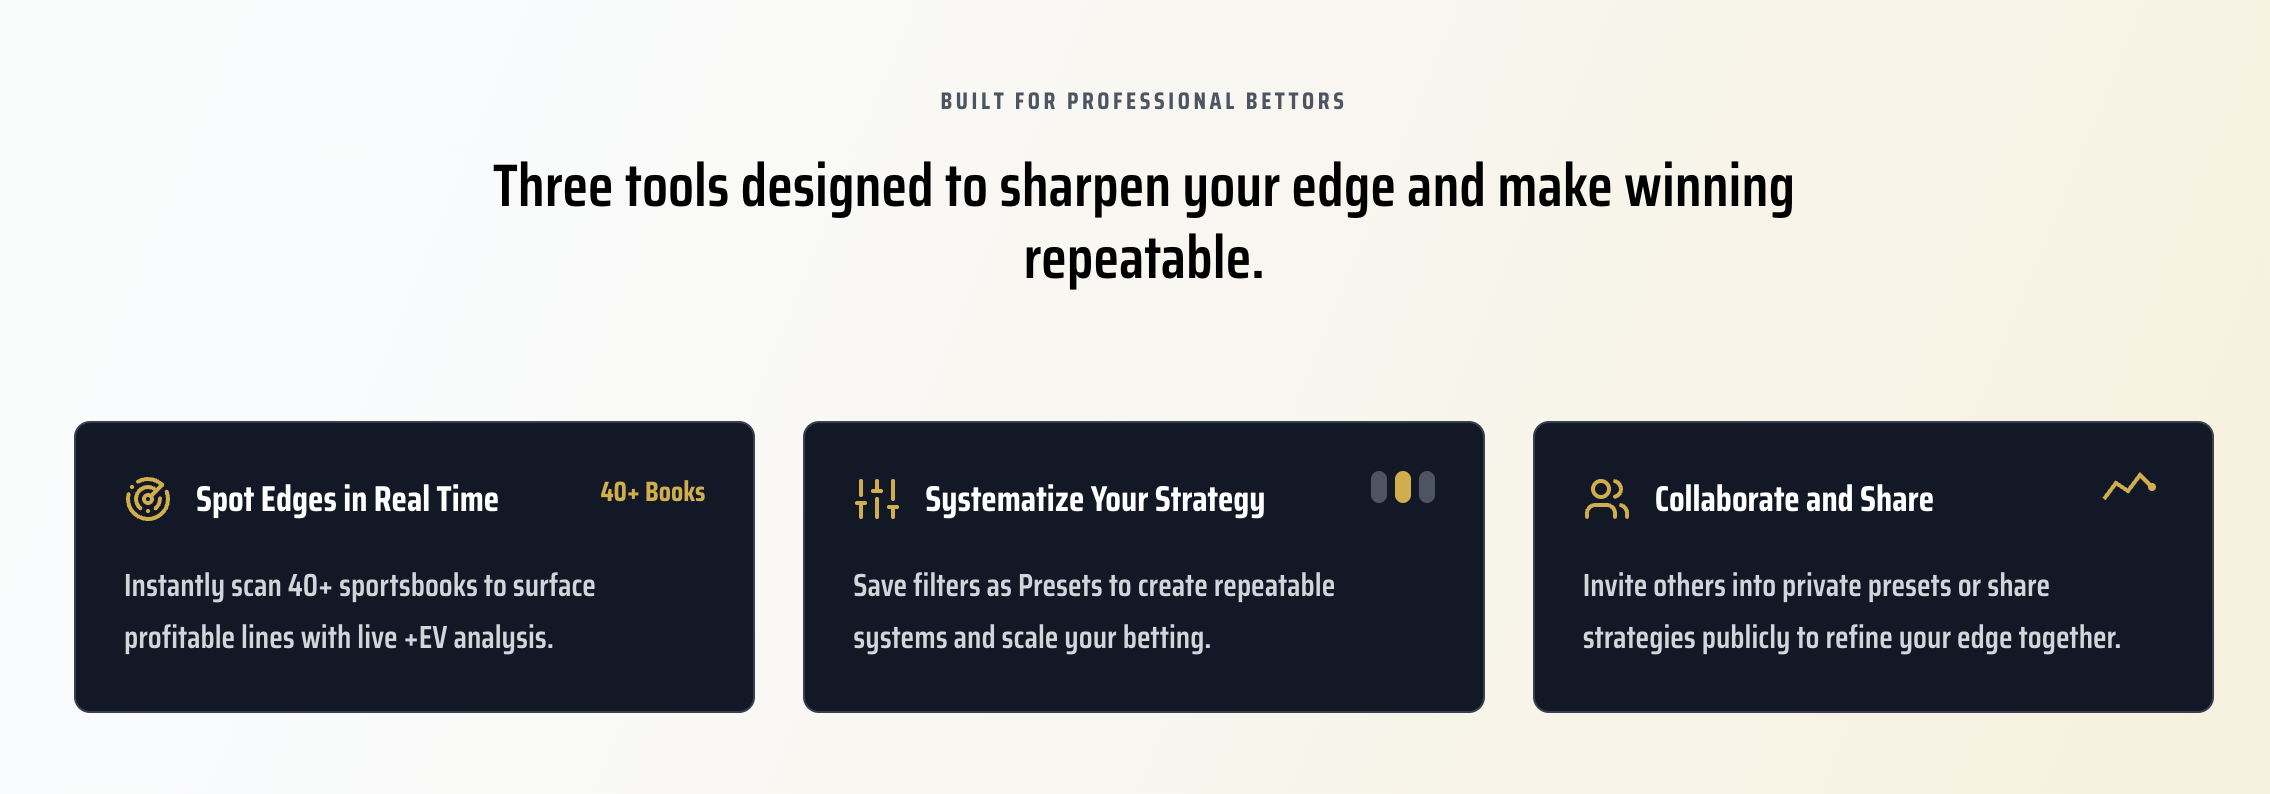 BUILT FOR PROFESSIONAL BETTORS
Three tools designed to sharpen your edge and make winning
repeatable.
Spot Edges in Real Time
40+ Books
Instantly scan 40+ sportsbooks to surface
profitable lines with live +EV analysis.
Systematize Your Strategy
Save filters as Presets to create repeatable
systems and scale your betting.
Collaborate and Share
Invite others into private presets or share
strategies publicly to refine your edge together.